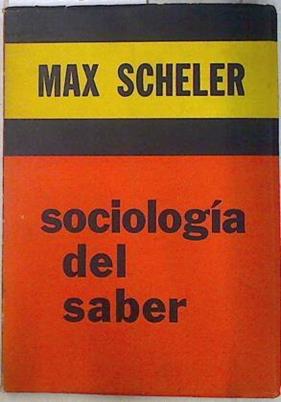 MAX SCHELER
sociología
del
saber